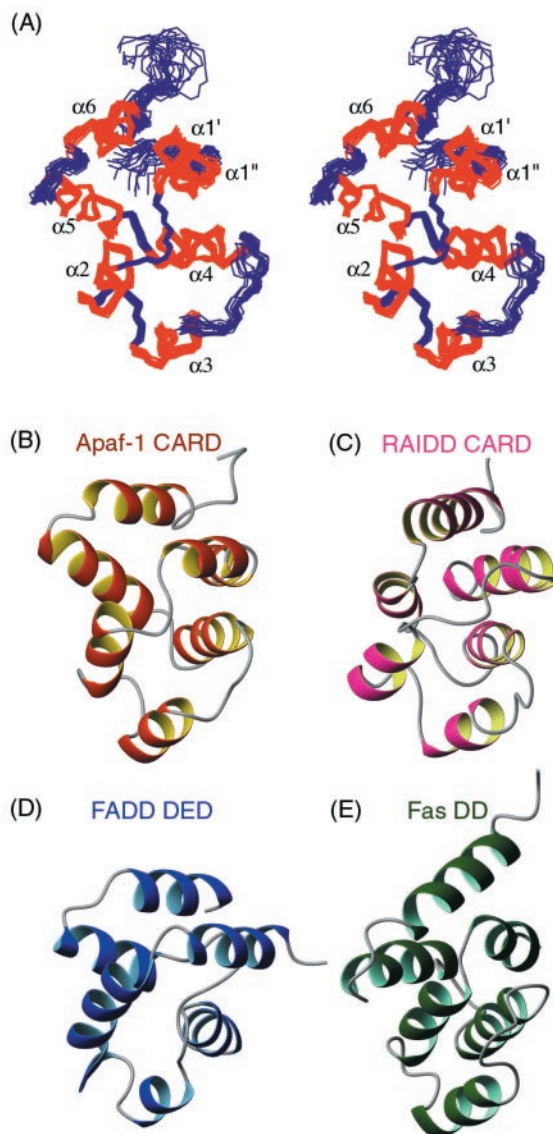 (A)
α6
α1'
α1"
α5
α2
α4
α3
α6
α1'
α1"
α5
α2
α4
α3
(B) Apaf-1 CARD
(C) RAIDD CARD
(D) FADD DED
(E) Fas DD